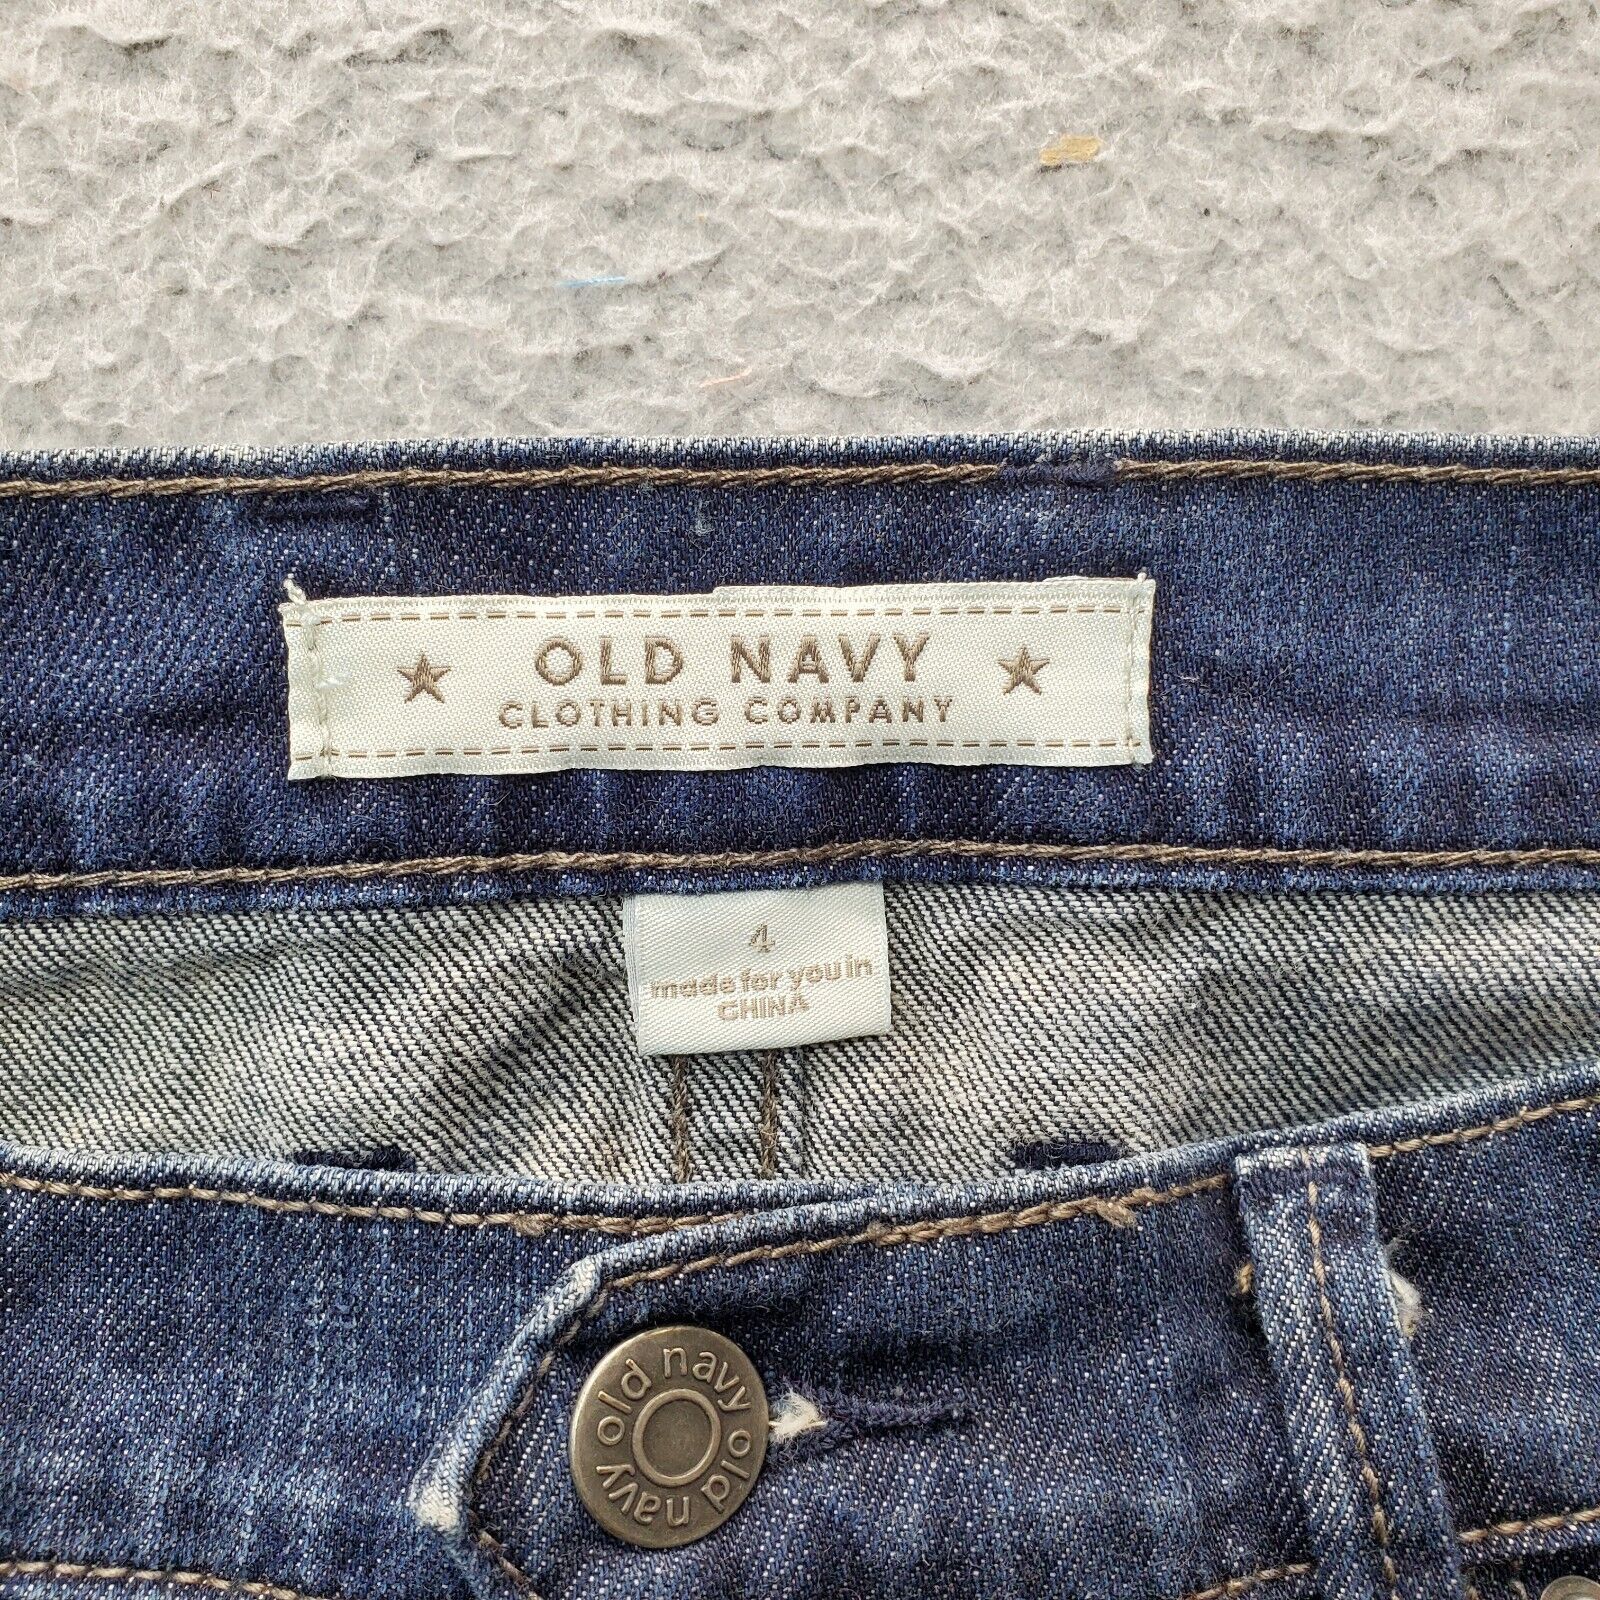 OLD NAVY
CLOTHING COMPANY
4
made for you in
CHINA
old navy old navy